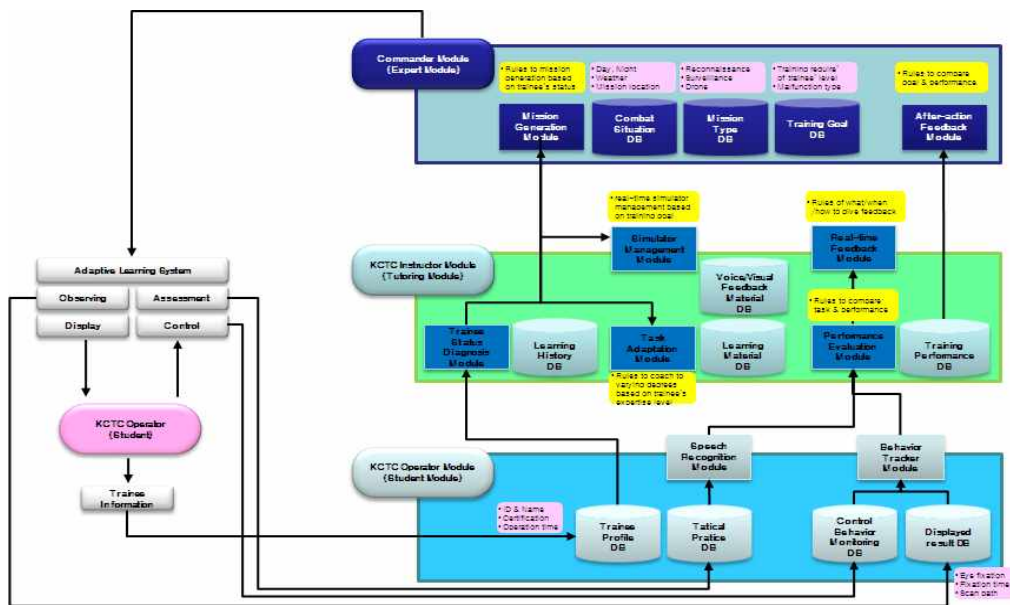 Commander Module
(Expert Module)
• Rules to mission
generation based
on trainee's status
• Day, Night
• Weather
• Mission location
• Reconnaissance
• Surveillance
• Drone
• Training require'
of trainee' level
• Malfunction type
• Rules to compare
goal & performance
Mission
Generation
Module
Combat
Situation
DB
Mission
Type
DB
Training Goal
DB
After-action
Feedback
Module
• real-time simulator
management based
on training goal
• Rules of what/when
/how to give feedback
Simulator
Management
Module
Real-time
Feedback
Module
KCTC Instructor Module
(Tutoring Module)
Voice/Visual
Feedback
Material
DB
• Rules to compare
task & performance
Trainee
Status
Diagnosis
Module
Learning
History
DB
Task
Adaptation
Module
Learning
Material
DB
Performance
Evaluation
Module
Training
Performance
DB
• Rules to coach to
varying degrees
based on trainee's
expertise level
Adaptive Learning System
Observing
Assessment
Display
Control
KCTC Operator
(Student)
Trainee
Information
KCTC Operator Module
(Student Module)
Speech
Recognition
Module
Behavior
Tracker
Module
• ID & Name
• Certification
• Operation time
Trainee
Profile
DB
Tatical
Pratice
DB
Control
Behavior
Monitoring
DB
Displayed
result DB
• Eye fixation
• Fixation time
• Scan path